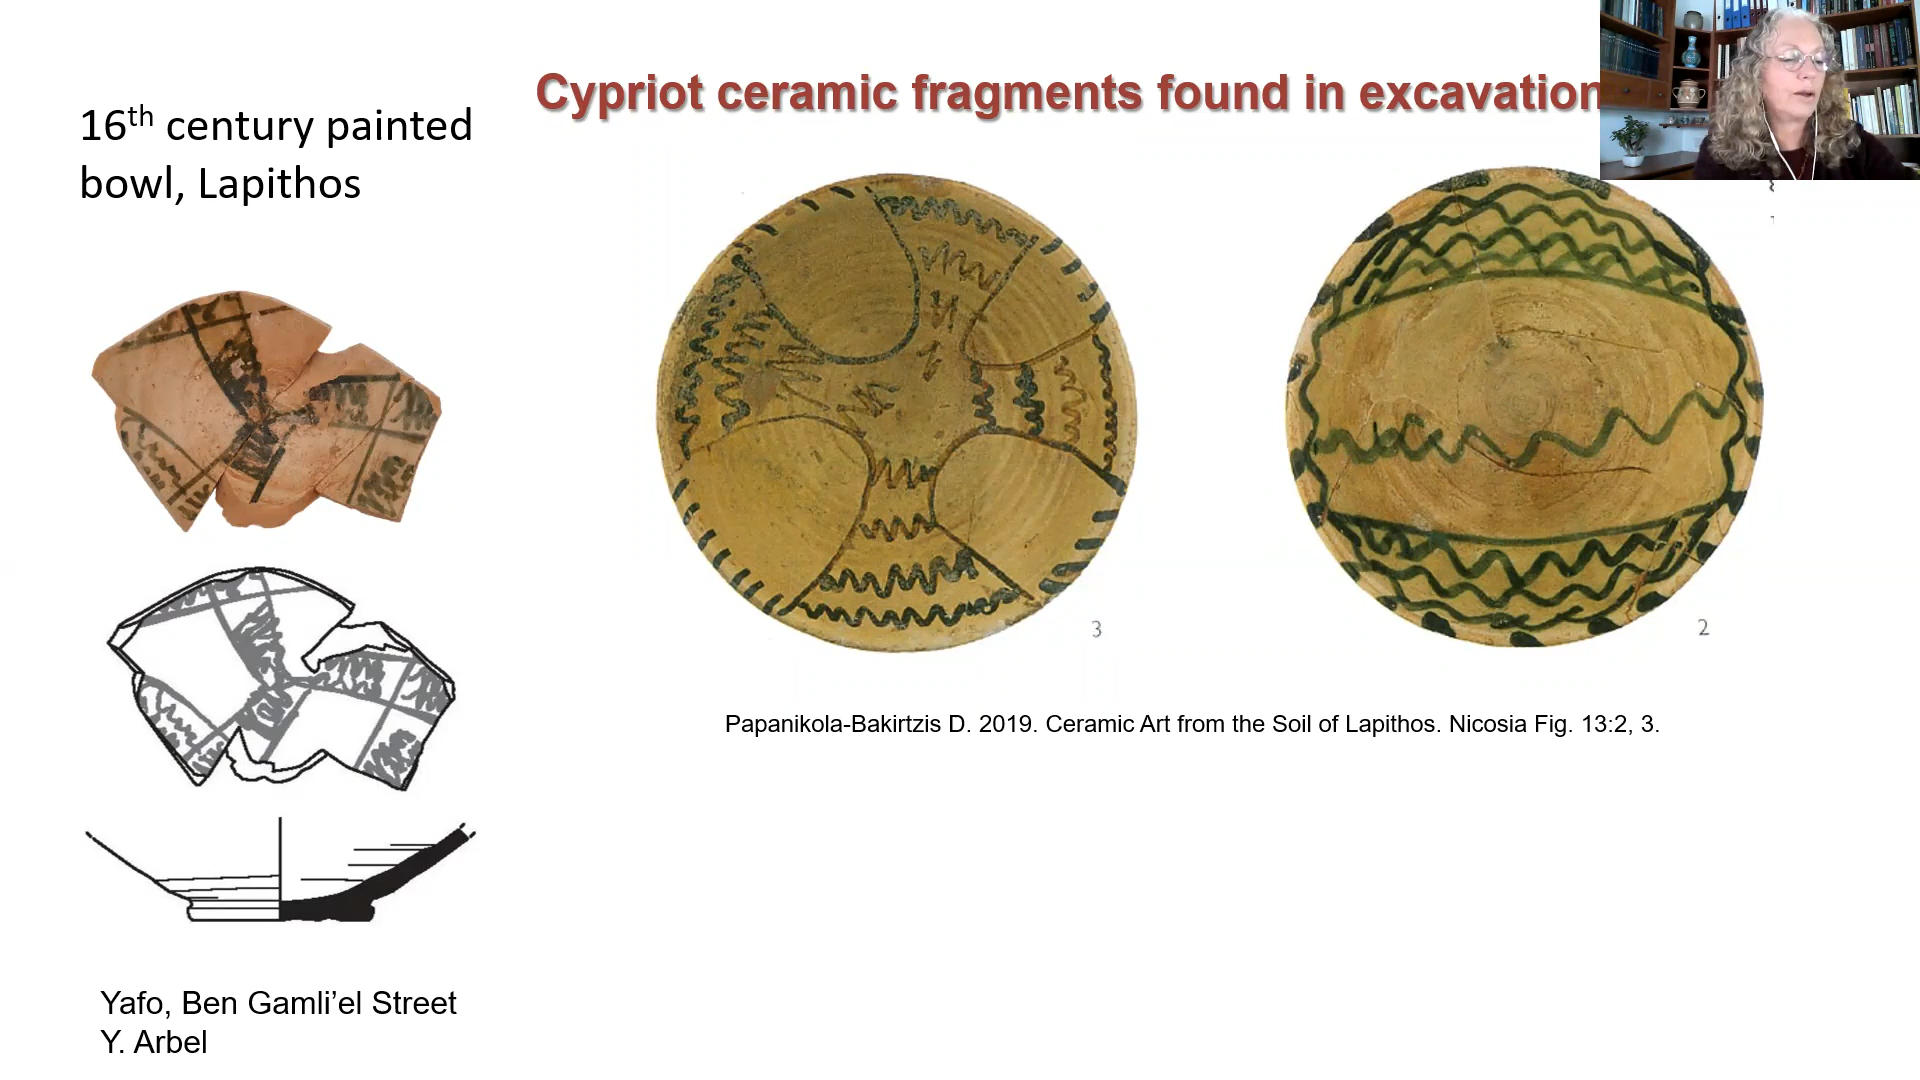 Cypriot ceramic fragments found in excavation
16th century painted
bowl, Lapithos
3
2
Papanikola-Bakirtzis D. 2019. Ceramic Art from the Soil of Lapithos. Nicosia Fig. 13:2, 3.
Yafo, Ben Gamli’el Street
Y. Arbel